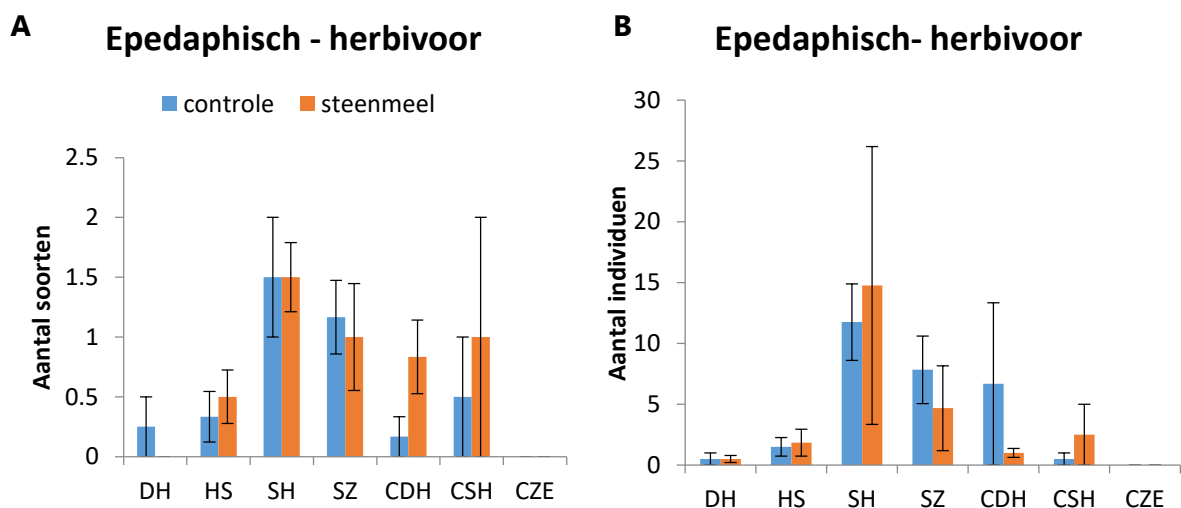 A
Epedaphisch - herbivoor
controle steenmeel
Aantal soorten
2.5
2
1.5
1
0.5
0
DH HS SH SZ CDH CSH CZE
B
Epedaphisch- herbivoor
Aantal individuen
30
25
20
15
10
5
0
DH HS SH SZ CDH CSH CZE